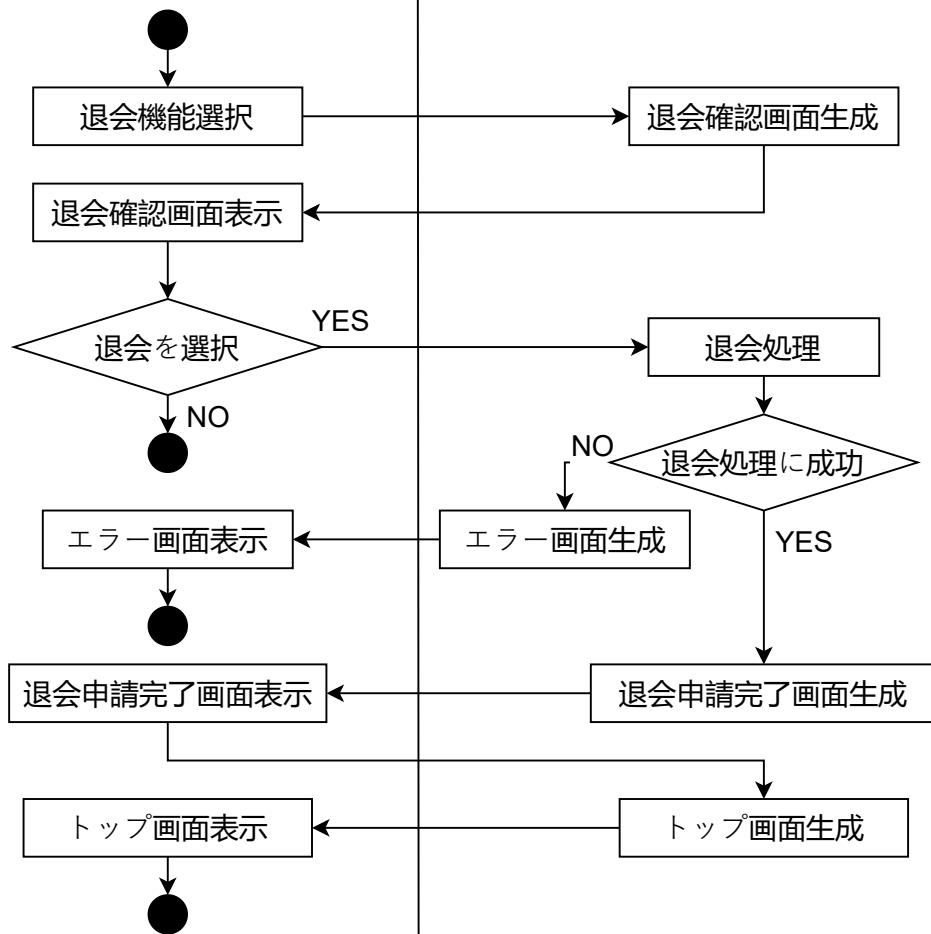 退会機能選択
退会確認画面生成
退会確認画面表示
YES
退会を選択
退会処理
NO
NO
退会処理に成功
エラー画面表示
エラー画面生成
YES
退会申請完了画面表示
退会申請完了画面生成
トップ画面表示
トップ画面生成